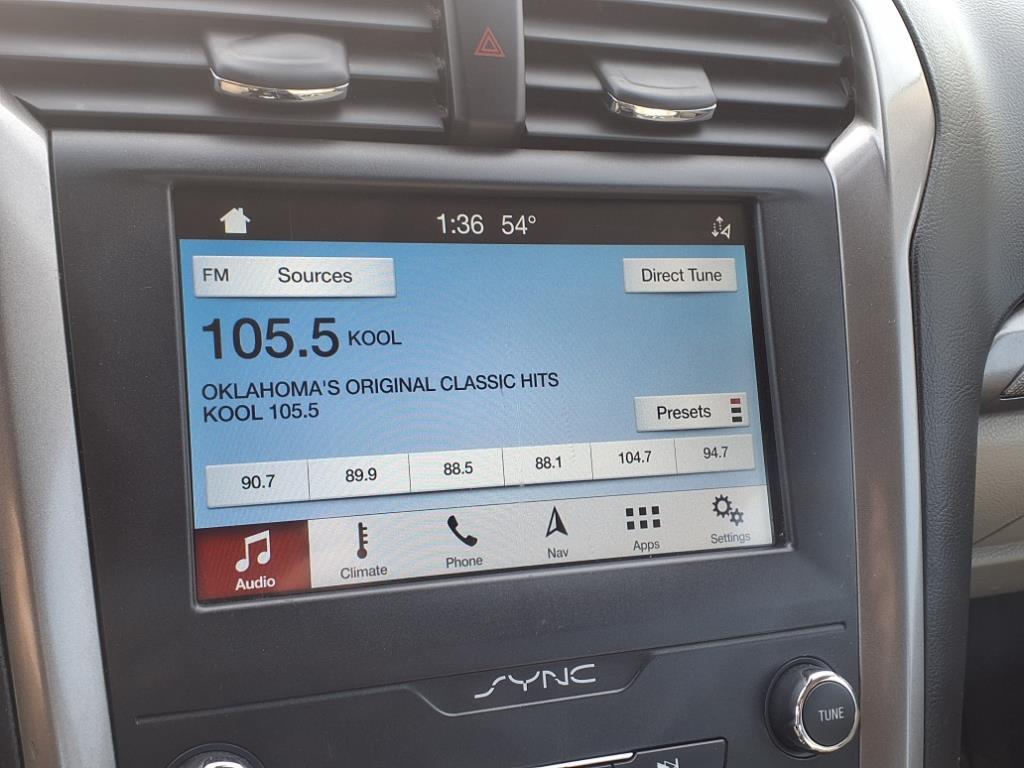 1:36 54°
FM Sources Direct Tune
105.5 KOOL
OKLAHOMA'S ORIGINAL CLASSIC HITS
KOOL 105.5
Presets
90.7 89.9 88.5 88.1 104.7 94.7
Audio Climate Phone Nav Apps Settings
SYNC
TUNE